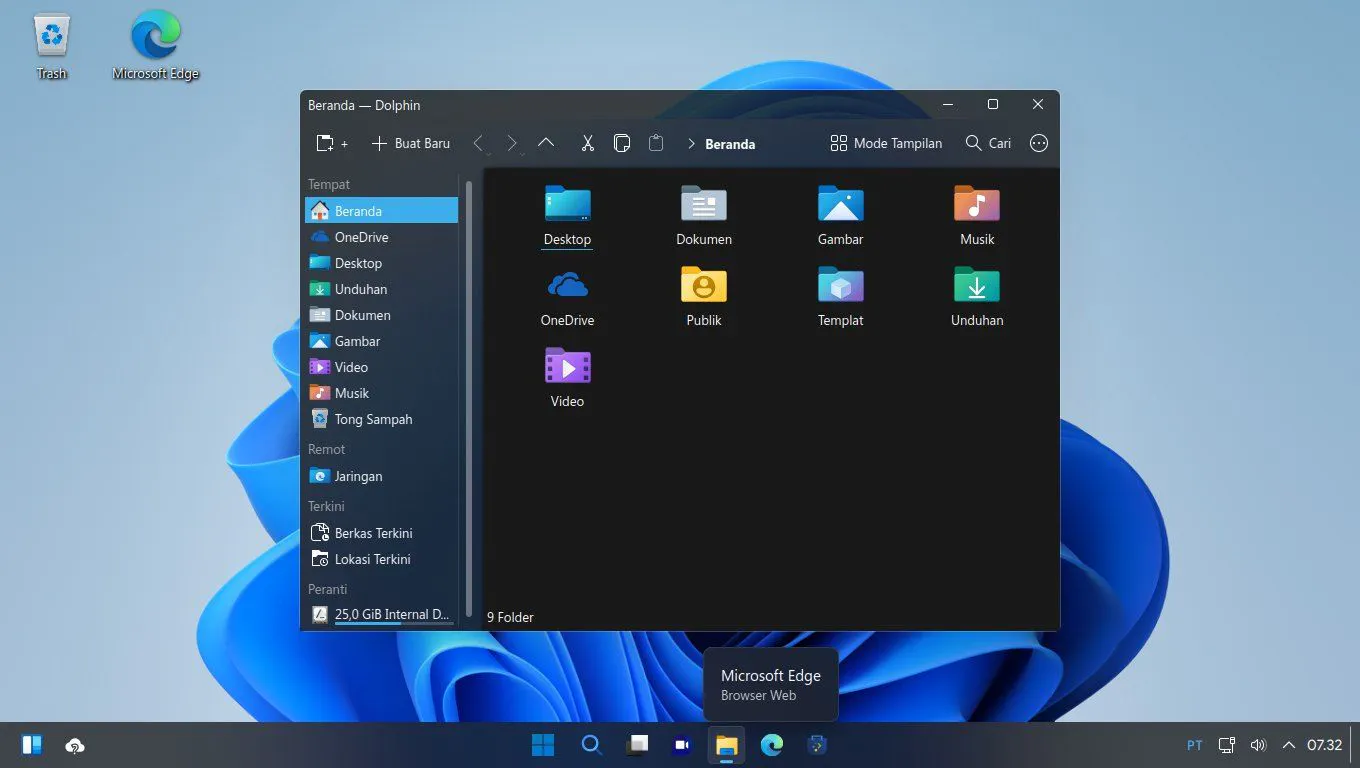 Trash
Microsoft Edge
Beranda — Dolphin
Buat Baru
Beranda
Mode Tampilan
Cari
Tempat
Beranda
OneDrive
Desktop
Unduhan
Dokumen
Gambar
Video
Musik
Tong Sampah
Remot
Jaringan
Terkini
Berkas Terkini
Lokasi Terkini
Peranti
25,0 GiB Internal D...
Desktop
Dokumen
Gambar
Musik
OneDrive
Publik
Templat
Unduhan
Video
9 Folder
Microsoft Edge
Browser Web
PT
07.32